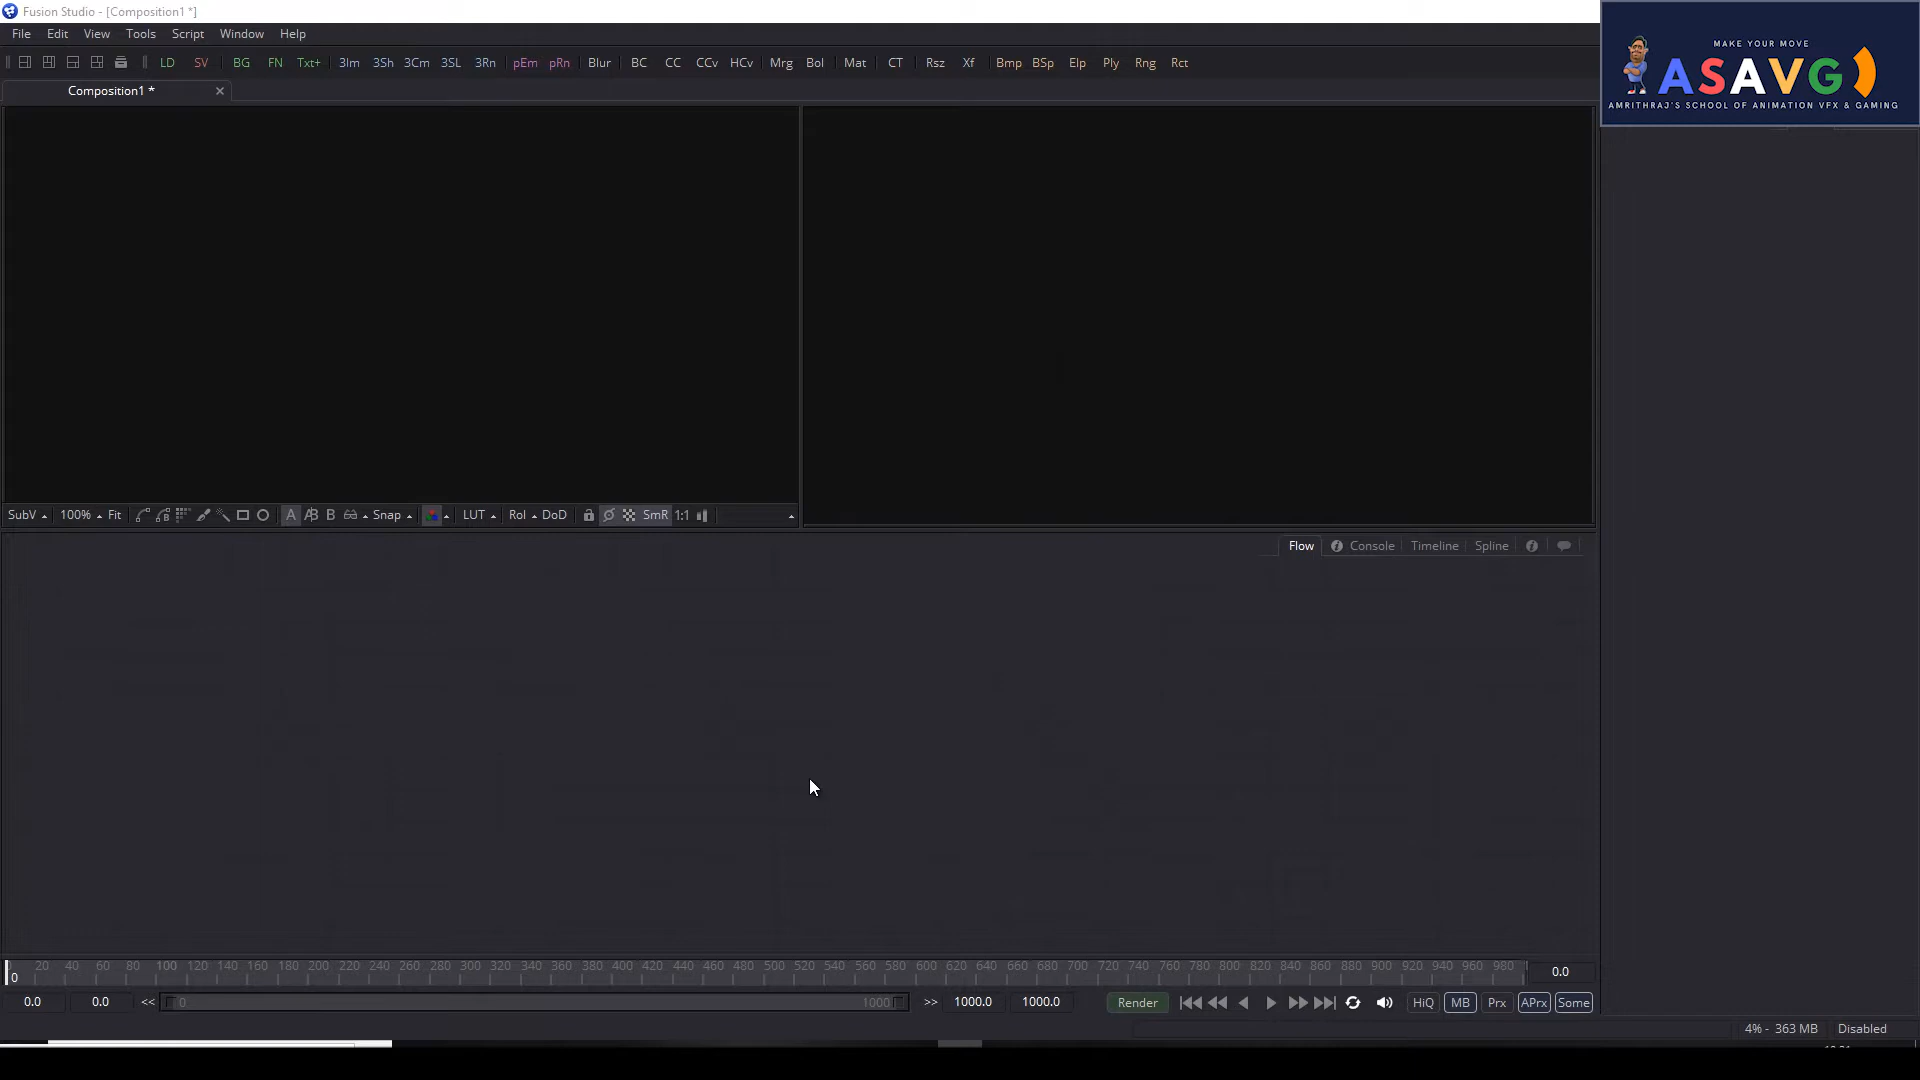 Fusion Studio - [Composition1 *]
File Edit View Tools Script Window Help
LD SV BG FN Txt+ 3Im 3Sh 3Cm 3SL 3Rn pEm pRn Blur BC CC CCv HCv Mrg Bol Mat CT Rsz Xf Bmp BSp Elp Ply Rng Rct
MAKE YOUR MOVE
ASAVG
AMRITHRAJ'S SCHOOL OF ANIMATION VFX & GAMING
Composition1 *
SubV 100% Fit A AB B Snap LUT RoI DoD SmR 1:1
Flow Console Timeline Spline
0 20 40 60 80 100 120 140 160 180 200 220 240 260 280 300 320 340 360 380 400 420 440 460 480 500 520 540 560 580 600 620 640 660 680 700 720 740 760 780 800 820 840 860 880 900 920 940 960 980
0.0
0.0 0.0 << 0 1000 >> 1000.0 1000.0 Render HiQ MB Prx APrx Some
4% - 363 MB Disabled